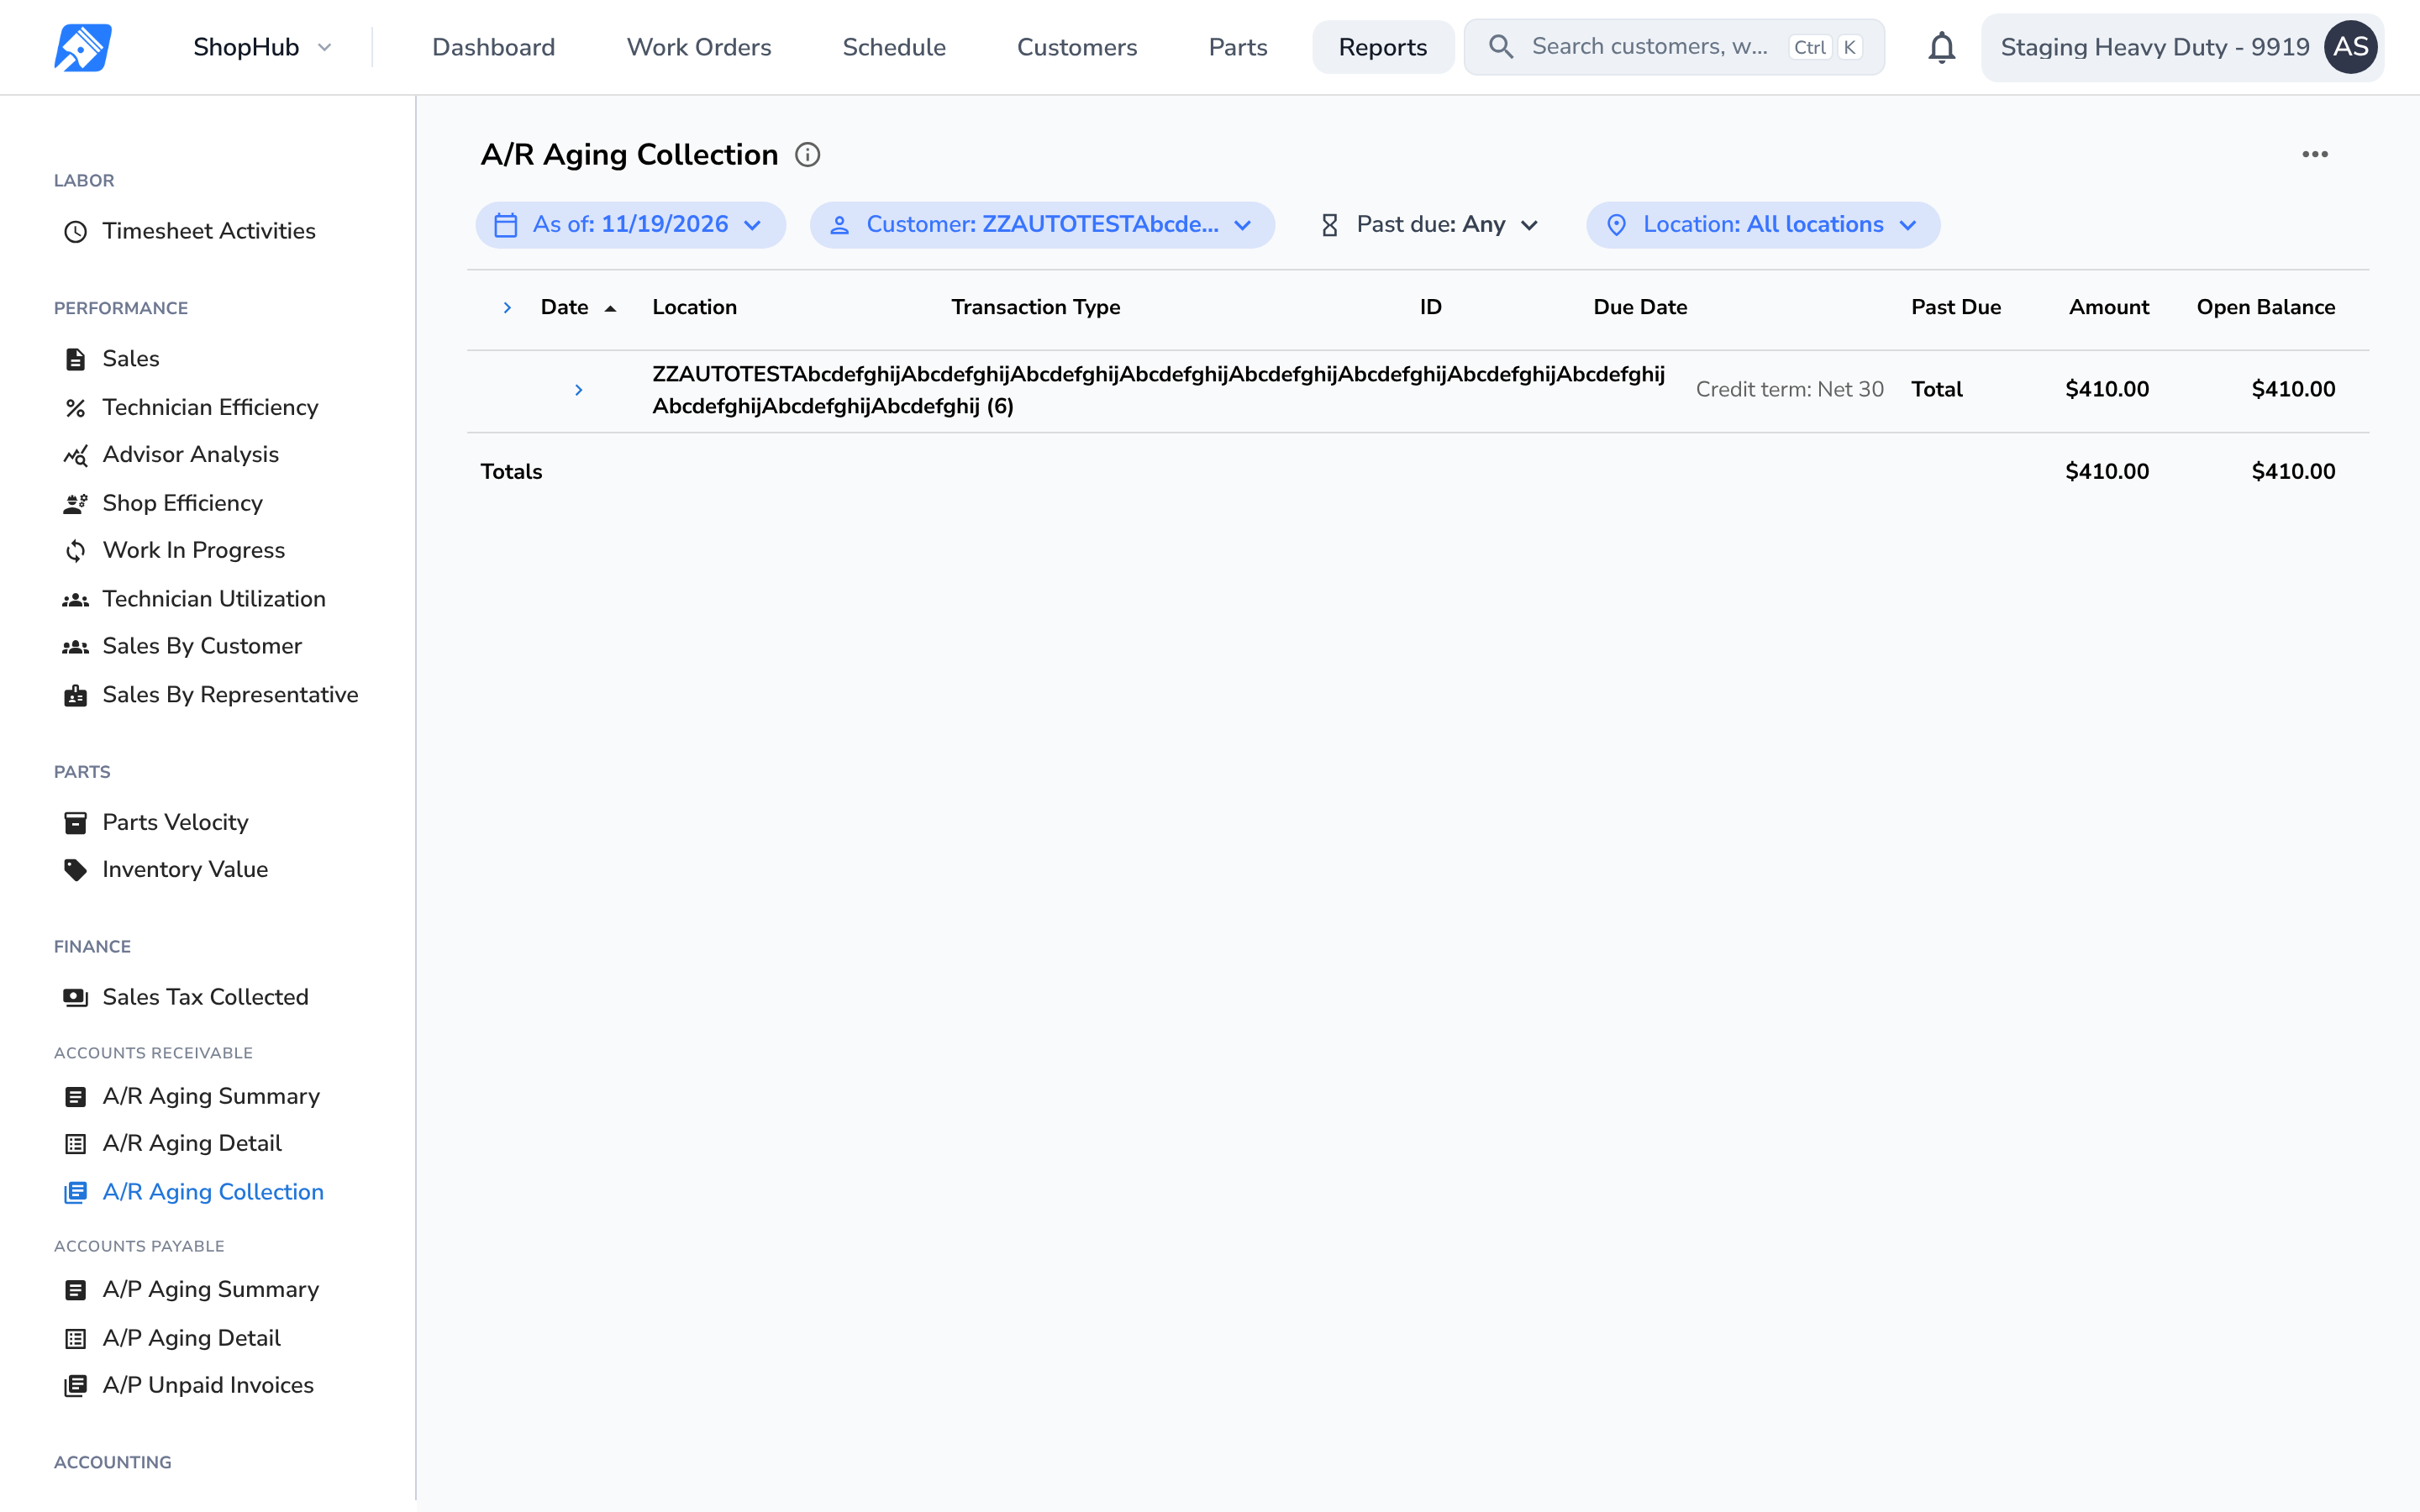 ShopHub
Dashboard
Work Orders
Schedule
Customers
Parts
Reports
Search customers, w... Ctrl K
Staging Heavy Duty - 9919 AS
LABOR
Timesheet Activities
PERFORMANCE
Sales
Technician Efficiency
Advisor Analysis
Shop Efficiency
Work In Progress
Technician Utilization
Sales By Customer
Sales By Representative
PARTS
Parts Velocity
Inventory Value
FINANCE
Sales Tax Collected
ACCOUNTS RECEIVABLE
A/R Aging Summary
A/R Aging Detail
A/R Aging Collection
ACCOUNTS PAYABLE
A/P Aging Summary
A/P Aging Detail
A/P Unpaid Invoices
ACCOUNTING
A/R Aging Collection
As of: 11/19/2026 Customer: ZZAUTOTESTAbcde... Past due: Any Location: All locations
Date Location Transaction Type ID Due Date Past Due Amount Open Balance
ZZAUTOTESTAbcdefghijAbcdefghijAbcdefghijAbcdefghijAbcdefghijAbcdefghijAbcdefghijAbcdefghij
AbcdefghijAbcdefghijAbcdefghij (6)
Credit term: Net 30 Total $410.00 $410.00
Totals $410.00 $410.00